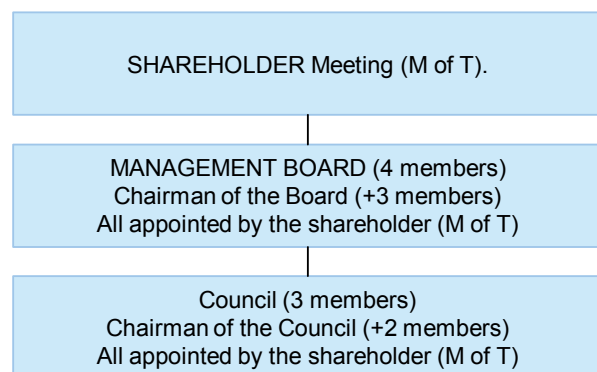 SHAREHOLDER Meeting (M of T).
MANAGEMENT BOARD (4 members)
Chairman of the Board (+3 members)
All appointed by the shareholder (M of T)
Council (3 members)
Chairman of the Council (+2 members)
All appointed by the shareholder (M of T)